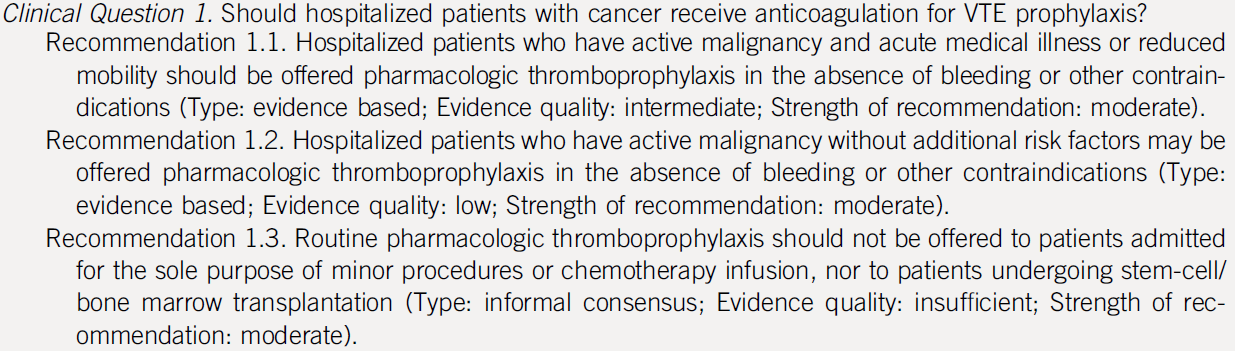 Clinical Question 1. Should hospitalized patients with cancer receive anticoagulation for VTE prophylaxis?
Recommendation 1.1. Hospitalized patients who have active malignancy and acute medical illness or reduced
mobility should be offered pharmacologic thromboprophylaxis in the absence of bleeding or other contrain-
dications (Type: evidence based; Evidence quality: intermediate; Strength of recommendation: moderate).
Recommendation 1.2. Hospitalized patients who have active malignancy without additional risk factors may be
offered pharmacologic thromboprophylaxis in the absence of bleeding or other contraindications (Type:
evidence based; Evidence quality: low; Strength of recommendation: moderate).
Recommendation 1.3. Routine pharmacologic thromboprophylaxis should not be offered to patients admitted
for the sole purpose of minor procedures or chemotherapy infusion, nor to patients undergoing stem-cell/
bone marrow transplantation (Type: informal consensus; Evidence quality: insufficient; Strength of rec-
ommendation: moderate).